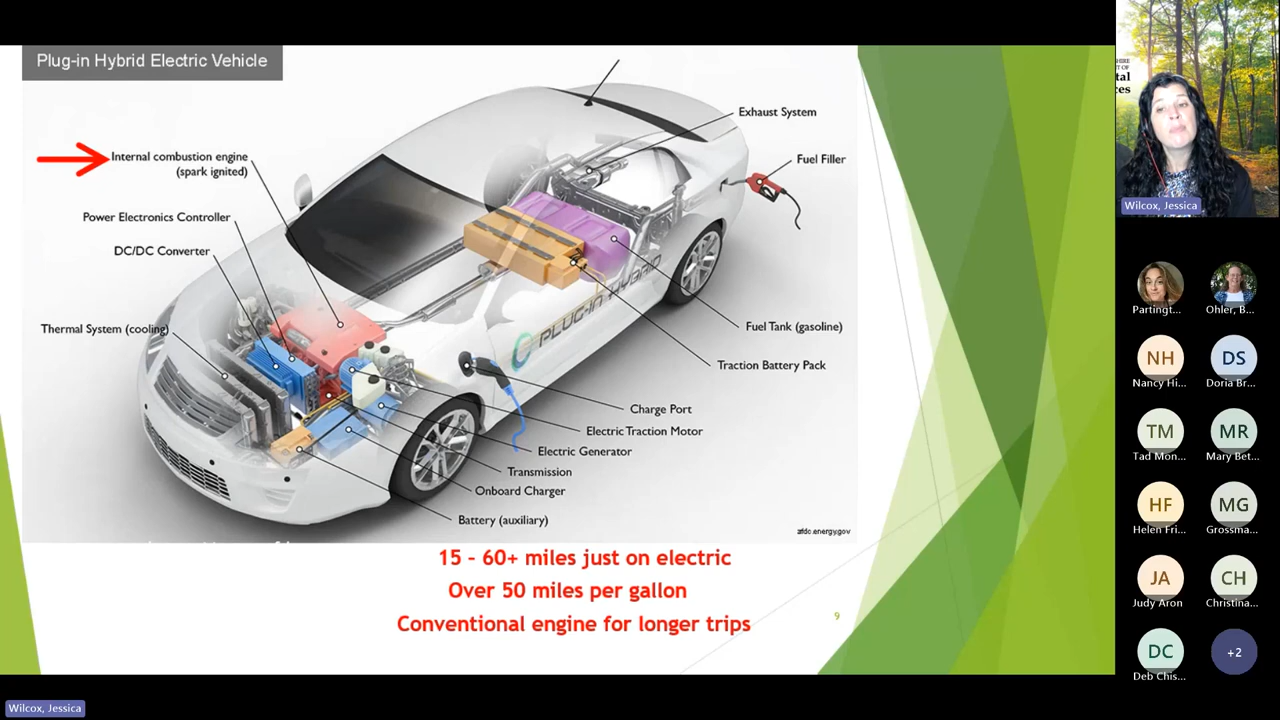 Plug-in Hybrid Electric Vehicle
Exhaust System
Fuel Filler
Internal combustion engine
(spark ignited)
Power Electronics Controller
DC/DC Converter
Thermal System (cooling)
PLUG-IN HYBRID
Fuel Tank (gasoline)
Traction Battery Pack
Charge Port
Electric Traction Motor
Electric Generator
Transmission
Onboard Charger
Battery (auxiliary)
afdc.energy.gov
15 – 60+ miles just on electric
Over 50 miles per gallon
Conventional engine for longer trips
9
Wilcox, Jessica
Partingt...
Ohler, B...
NH
Nancy Hi...
DS
Doria Br...
TM
Tad Mon...
MR
Mary Bet...
HF
Helen Fri...
MG
Grossma...
JA
Judy Aron
CH
Christina...
DC
Deb Chis...
+2
Wilcox, Jessica